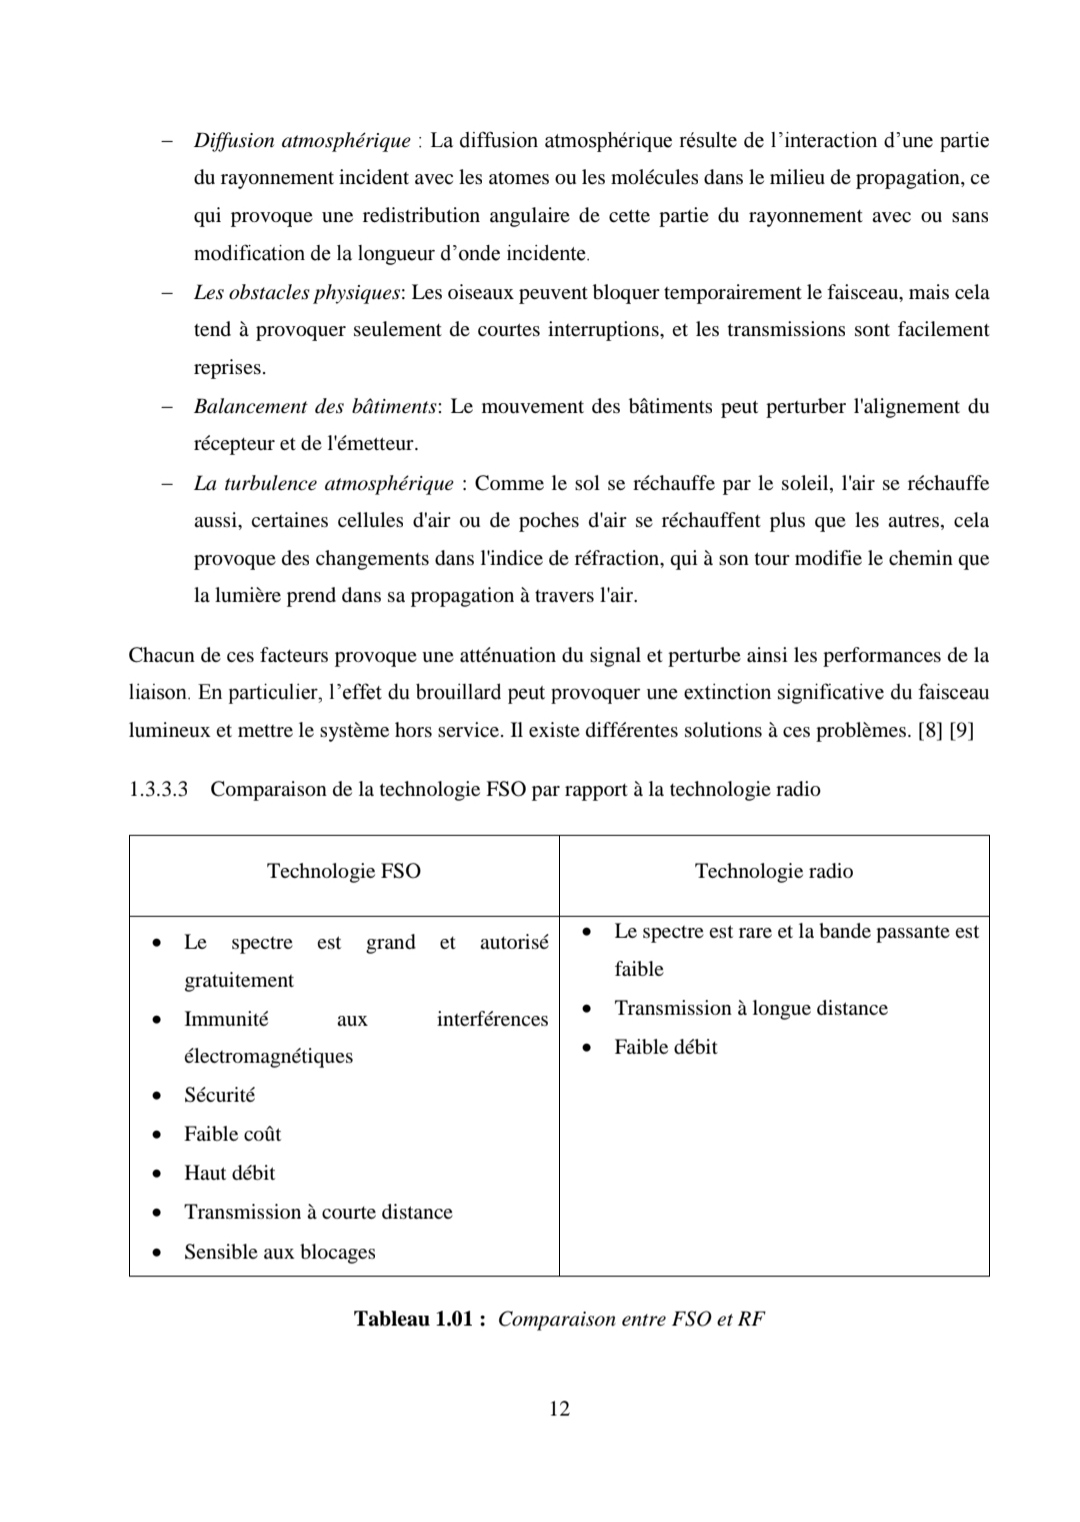 – Diffusion atmosphérique : La diffusion atmosphérique résulte de l’interaction d’une partie
du rayonnement incident avec les atomes ou les molécules dans le milieu de propagation, ce
qui provoque une redistribution angulaire de cette partie du rayonnement avec ou sans
modification de la longueur d’onde incidente.
– Les obstacles physiques: Les oiseaux peuvent bloquer temporairement le faisceau, mais cela
tend à provoquer seulement de courtes interruptions, et les transmissions sont facilement
reprises.
– Balancement des bâtiments: Le mouvement des bâtiments peut perturber l'alignement du
récepteur et de l'émetteur.
– La turbulence atmosphérique : Comme le sol se réchauffe par le soleil, l'air se réchauffe
aussi, certaines cellules d'air ou de poches d'air se réchauffent plus que les autres, cela
provoque des changements dans l'indice de réfraction, qui à son tour modifie le chemin que
la lumière prend dans sa propagation à travers l'air.
Chacun de ces facteurs provoque une atténuation du signal et perturbe ainsi les performances de la
liaison. En particulier, l’effet du brouillard peut provoquer une extinction significative du faisceau
lumineux et mettre le système hors service. Il existe différentes solutions à ces problèmes. [8] [9]
1.3.3.3 Comparaison de la technologie FSO par rapport à la technologie radio
Technologie FSO
Technologie radio
• Le spectre est grand et autorisé
gratuitement
• Immunité aux interférences
électromagnétiques
• Sécurité
• Faible coût
• Haut débit
• Transmission à courte distance
• Sensible aux blocages
• Le spectre est rare et la bande passante est
faible
• Transmission à longue distance
• Faible débit
Tableau 1.01 : Comparaison entre FSO et RF
12